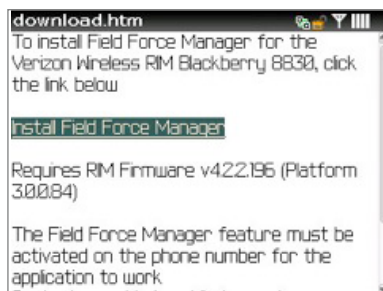 download.htm
To install Field Force Manager for the
Verizon Wireless RIM Blackberry 8830, click
the link below
Install Field Force Manager
Requires RIM Firmware v4.2.2.196 (Platform
3.0.0.84)
The Field Force Manager feature must be
activated on the phone number for the
application to work